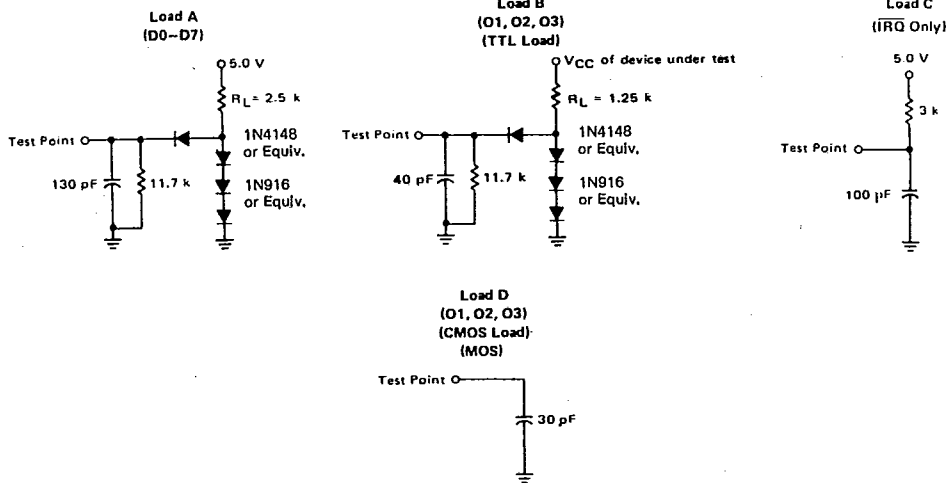 Load A
(D0~D7)
5.0 V
RL = 2.5 k
Test Point
1N4148
or Equiv.
130 pF
11.7 k
1N916
or Equiv.
Load B
(O1, O2, O3)
(TTL Load)
VCC of device under test
RL = 1.25 k
Test Point
1N4148
or Equiv.
40 pF
11.7 k
1N916
or Equiv.
Load C
(IRQ Only)
5.0 V
3 k
Test Point
100 pF
Load D
(O1, O2, O3)
(CMOS Load)
(MOS)
Test Point
30 pF